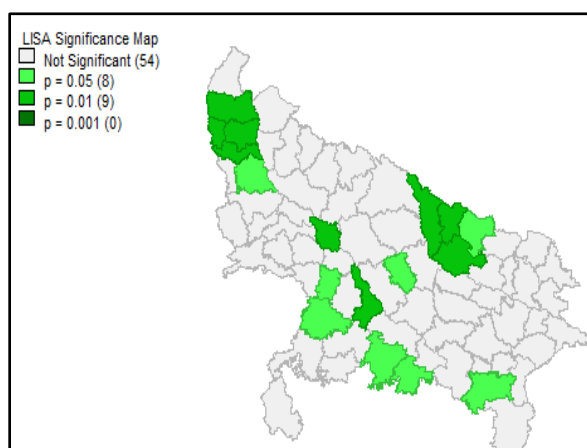 LISA Significance Map
Not Significant (54)
p = 0.05 (8)
p = 0.01 (9)
p = 0.001 (0)